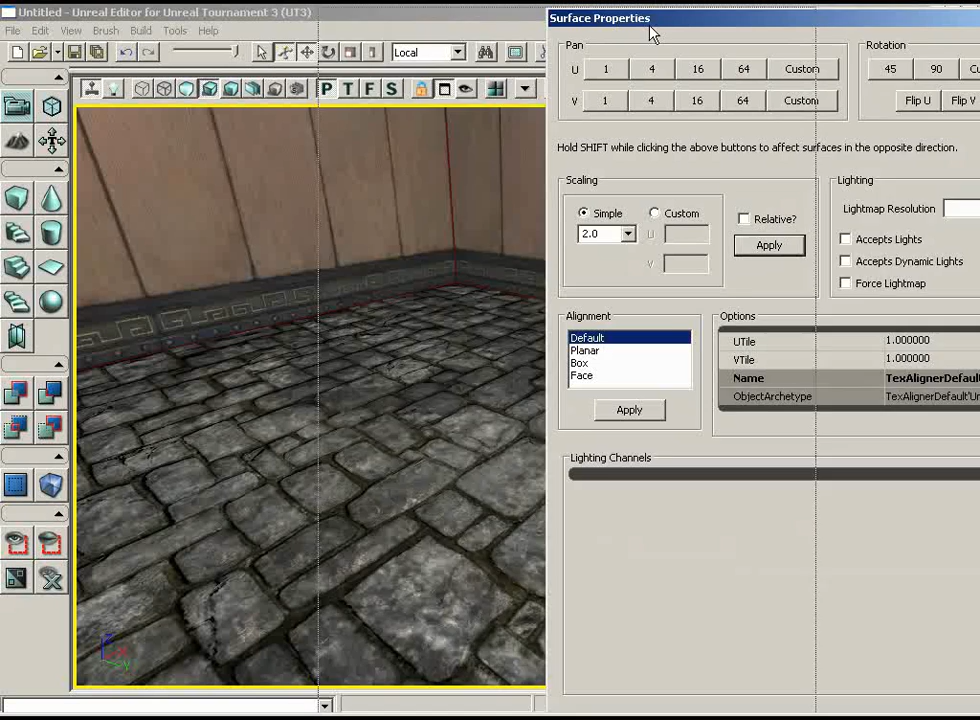 Untitled - Unreal Editor for Unreal Tournament 3 (UT3)
File Edit View Brush Build Tools Help
Local
P T F S
Surface Properties
Pan
U 1 4 16 64 Custom
V 1 4 16 64 Custom
Rotation
45 90 Cu
Flip U Flip V
Hold SHIFT while clicking the above buttons to affect surfaces in the opposite direction.
Scaling
Simple Custom
2.0 U
V
Relative?
Apply
Lighting
Lightmap Resolution
Accepts Lights
Accepts Dynamic Lights
Force Lightmap
Alignment
Default
Planar
Box
Face
Apply
Options
UTile 1.000000
VTile 1.000000
Name TexAlignerDefault
ObjectArchetype TexAlignerDefault'Un
Lighting Channels